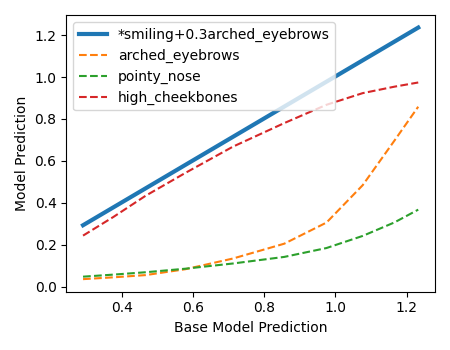 *smiling+0.3arched_eyebrows
arched_eyebrows
pointy_nose
high_cheekbones
Model Prediction
1.2
1.0
0.8
0.6
0.4
0.2
0.0
0.4 0.6 0.8 1.0 1.2
Base Model Prediction